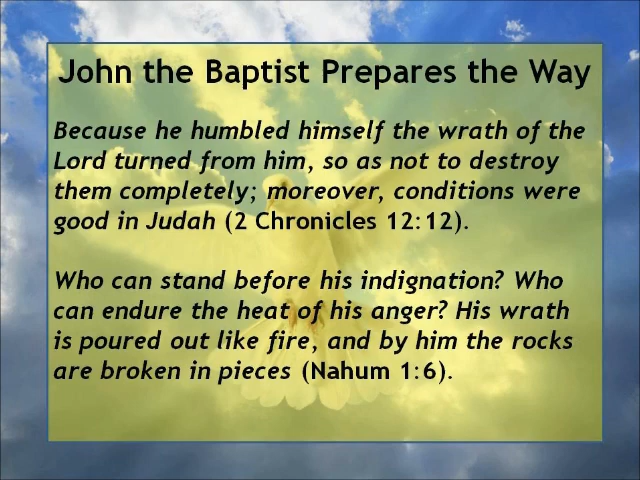 John the Baptist Prepares the Way
Because he humbled himself the wrath of the
Lord turned from him, so as not to destroy
them completely; moreover, conditions were
good in Judah (2 Chronicles 12:12).
Who can stand before his indignation? Who
can endure the heat of his anger? His wrath
is poured out like fire, and by him the rocks
are broken in pieces (Nahum 1:6).